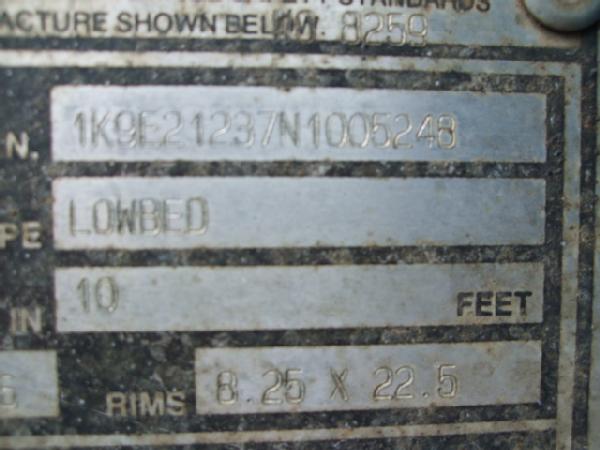 ACTURE SHOWN BELOW. 8259
N. 1K9E21237N1005248
PE LOWBED
IN 10 FEET
RIMS 8.25 X 22.5